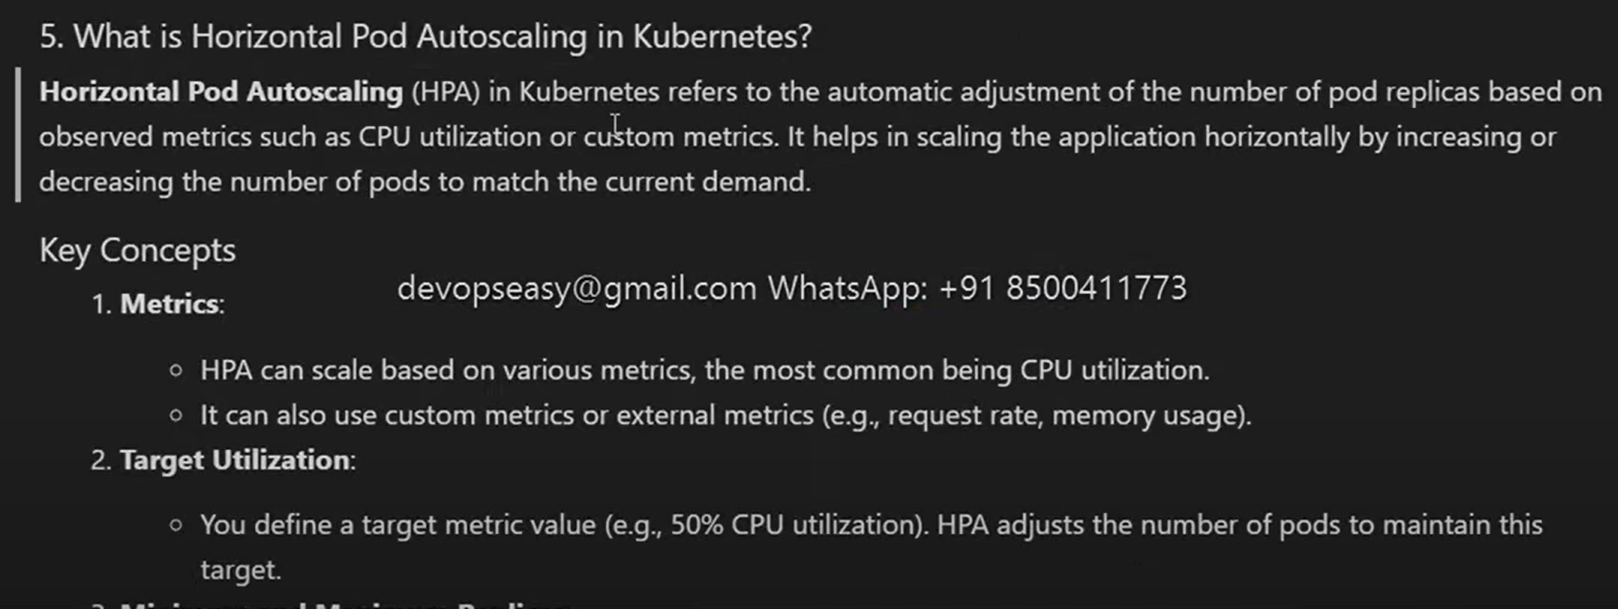 5. What is Horizontal Pod Autoscaling in Kubernetes?
Horizontal Pod Autoscaling (HPA) in Kubernetes refers to the automatic adjustment of the number of pod replicas based on
observed metrics such as CPU utilization or custom metrics. It helps in scaling the application horizontally by increasing or
decreasing the number of pods to match the current demand.
Key Concepts
devopseasy@gmail.com WhatsApp: +91 8500411773
1. Metrics:
○ HPA can scale based on various metrics, the most common being CPU utilization.
○ It can also use custom metrics or external metrics (e.g., request rate, memory usage).
2. Target Utilization:
○ You define a target metric value (e.g., 50% CPU utilization). HPA adjusts the number of pods to maintain this
target.